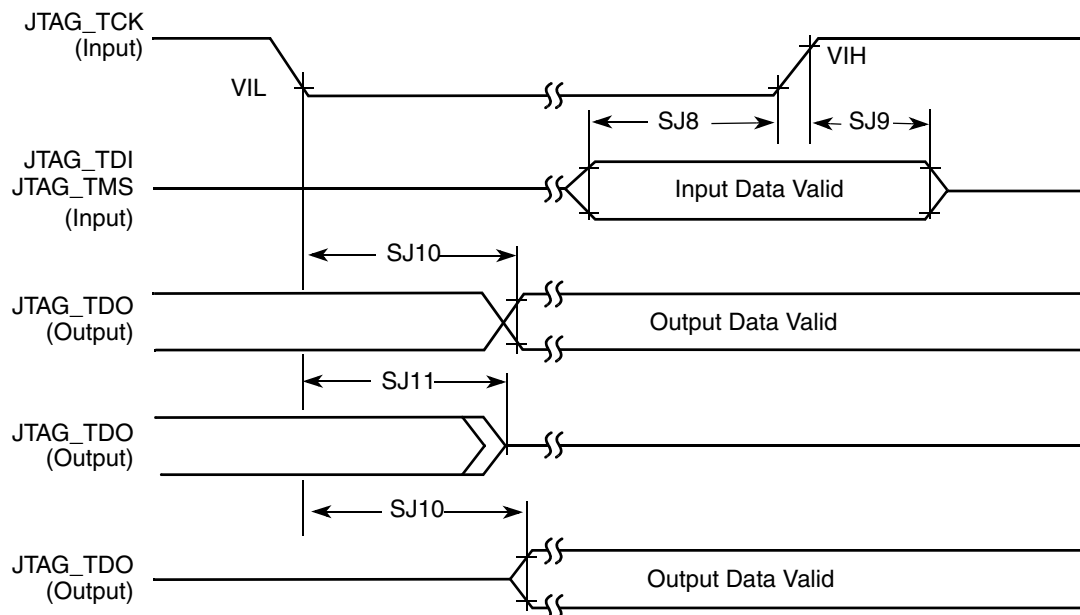 JTAG_TCK
(Input)
VIH
VIL
SJ8
SJ9
JTAG_TDI
JTAG_TMS
(Input)
Input Data Valid
SJ10
JTAG_TDO
(Output)
Output Data Valid
SJ11
JTAG_TDO
(Output)
SJ10
JTAG_TDO
(Output)
Output Data Valid